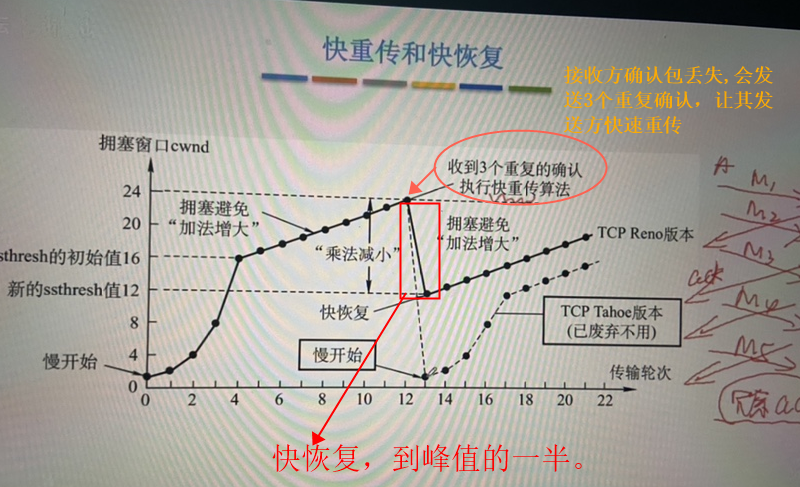 快重传和快恢复
接收方确认包丢失,会发
送3个重复确认，让其发
送方快速重传
拥塞窗口cwnd
收到3个重复的确认
执行快重传算法
24
20
sthresh的初始值16
新的ssthresh值12
8
4
0
拥塞避免
“加法增大”
“乘法减小”
拥塞避免
“加法增大”
TCP Reno版本
快恢复
TCP Tahoe版本
(已废弃不用)
慢开始
慢开始
传输轮次
0 2 4 6 8 10 12 14 16 18 20 22
快恢复，到峰值的一半。
A
M1
M2
M3
ack
M4
M5